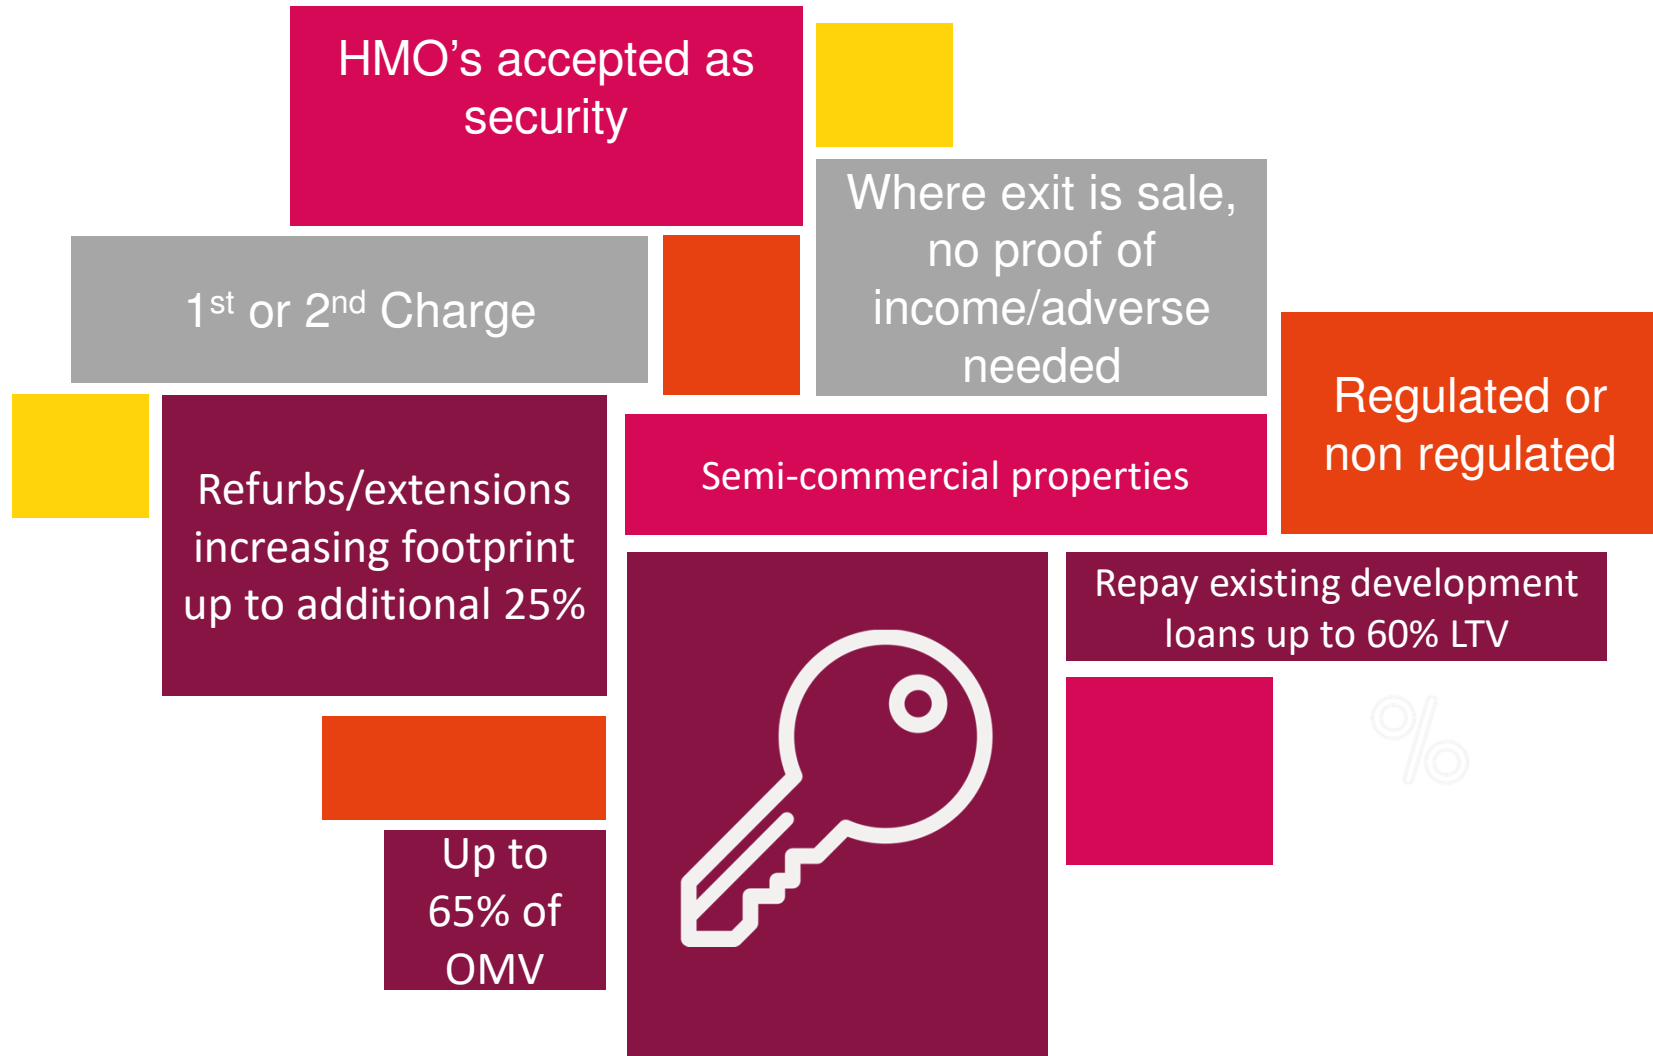 HMO’s accepted as
security
Where exit is sale,
no proof of
income/adverse
needed
1st or 2nd Charge
Regulated or
non regulated
Refurbs/extensions
increasing footprint
up to additional 25%
Semi-commercial properties
Repay existing development
loans up to 60% LTV
%
Up to
65% of
OMV